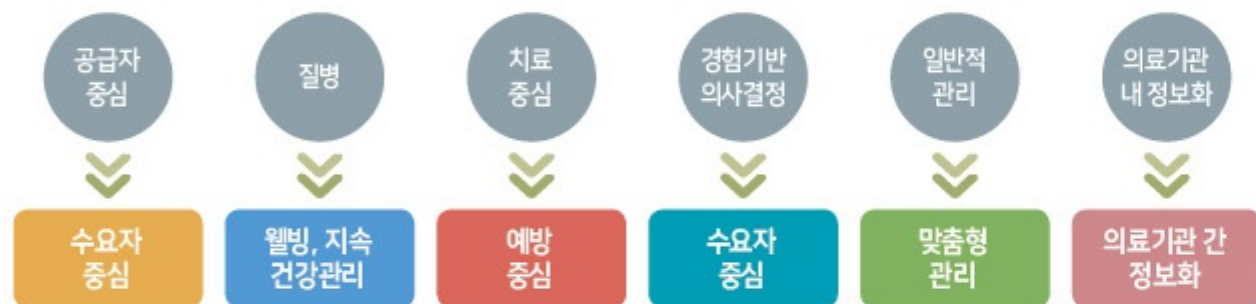 공급자
중심
질병
치료
중심
경험기반
의사결정
일반적
관리
의료기관
내 정보화
수요자
중심
웰빙, 지속
건강관리
예방
중심
수요자
중심
맞춤형
관리
의료기관 간
정보화